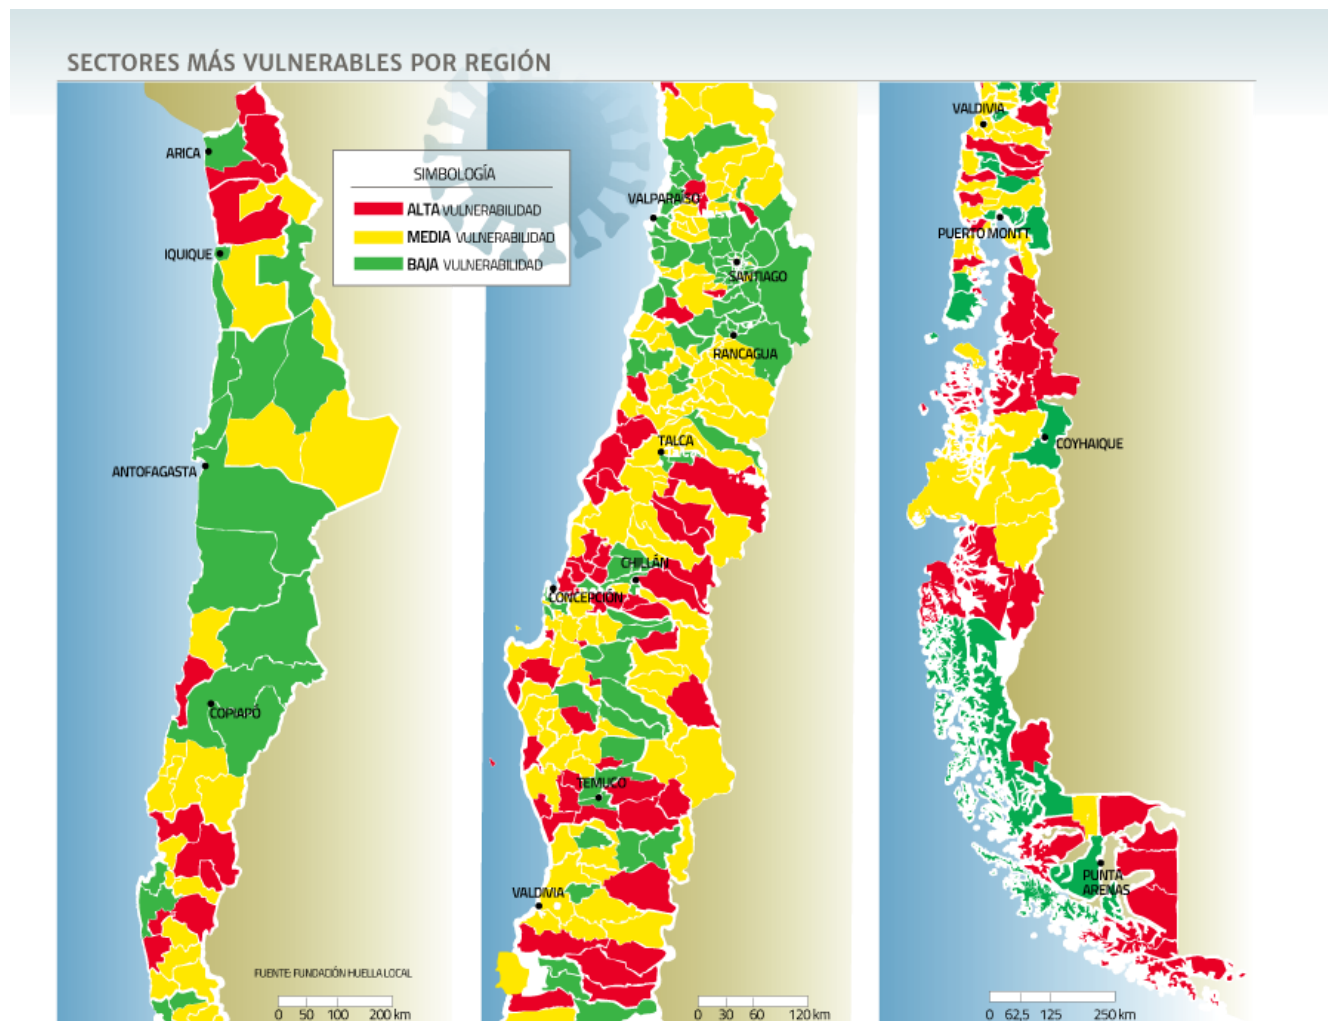 SECTORES MÁS VULNERABLES POR REGIÓN
ARICA
IQUIQUE
ANTOFAGASTA
COPIAPÓ
SIMBOLOGÍA
ALTA VULNERABILIDAD
MEDIA VULNERABILIDAD
BAJA VULNERABILIDAD
FUENTE: FUNDACIÓN HUELLA LOCAL
0 50 100 200 km
VALPARAÍSO
SANTIAGO
RANCAGUA
TALCA
CHILLÁN
CONCEPCIÓN
TEMUCO
VALDIVIA
0 30 60 120 km
VALDIVIA
PUERTO MONTT
COYHAIQUE
PUNTA
ARENAS
0 62,5 125 250 km